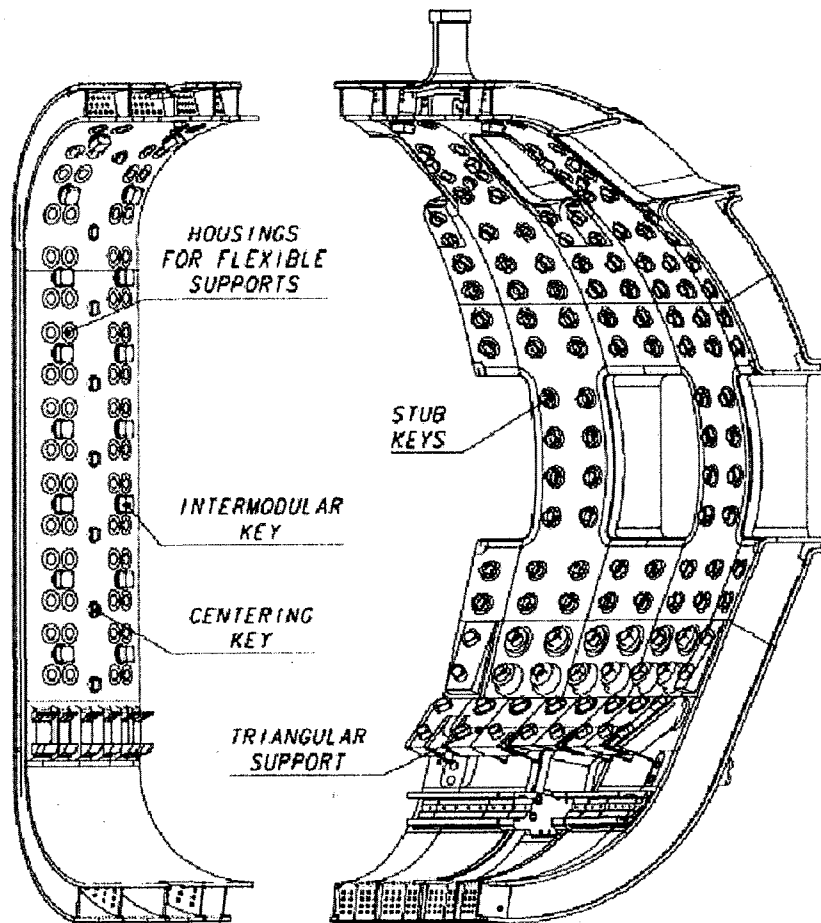 HOUSINGS
FOR FLEXIBLE
SUPPORTS
STUB
KEYS
INTERMODULAR
KEY
CENTERING
KEY
TRIANGULAR
SUPPORT